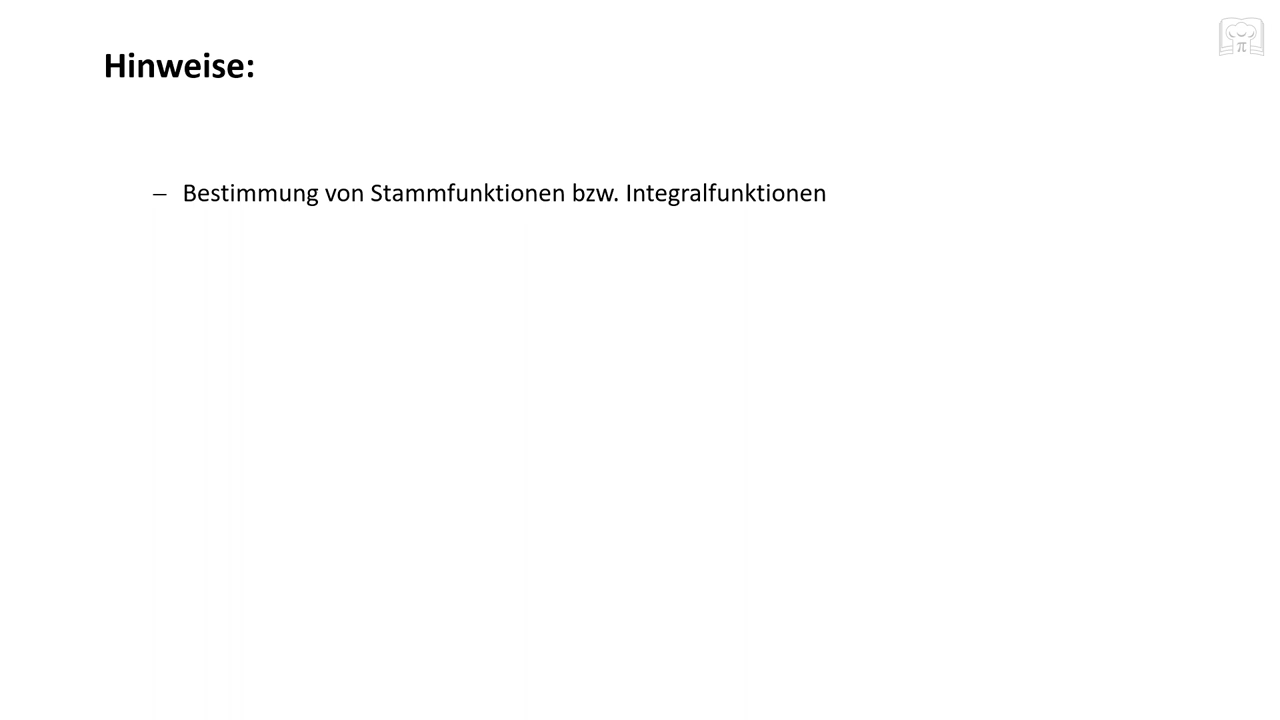 Hinweise:
– Bestimmung von Stammfunktionen bzw. Integralfunktionen
π